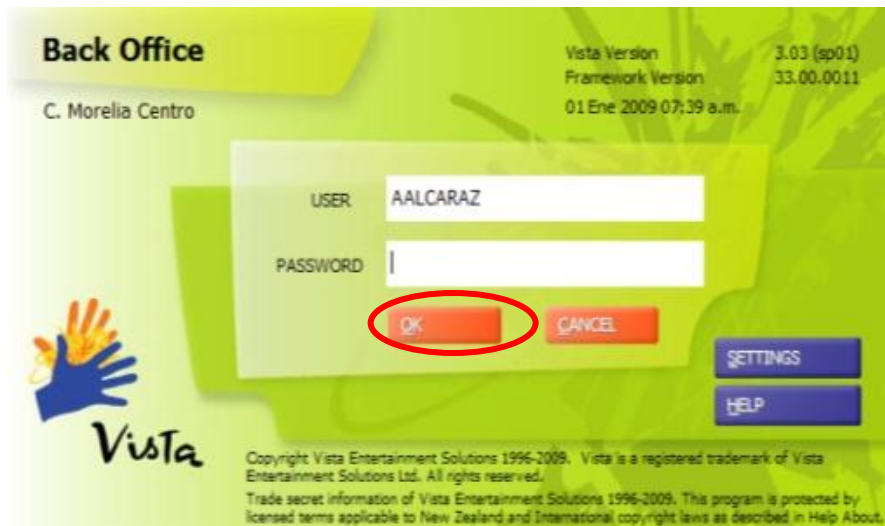 Back Office
Vista Version 3.03 (sp01)
Framework Version 33.00.0011
C. Morelia Centro
01 Ene 2009 07:39 a.m.
USER AALCARAZ
PASSWORD
OK CANCEL
SETTINGS
HELP
Vista
Copyright Vista Entertainment Solutions 1996-2009. Vista is a registered trademark of Vista
Entertainment Solutions Ltd. All rights reserved.
Trade secret information of Vista Entertainment Solutions 1996-2009. This program is protected by
licensed terms applicable to New Zealand and International copyright laws as described in Help About.